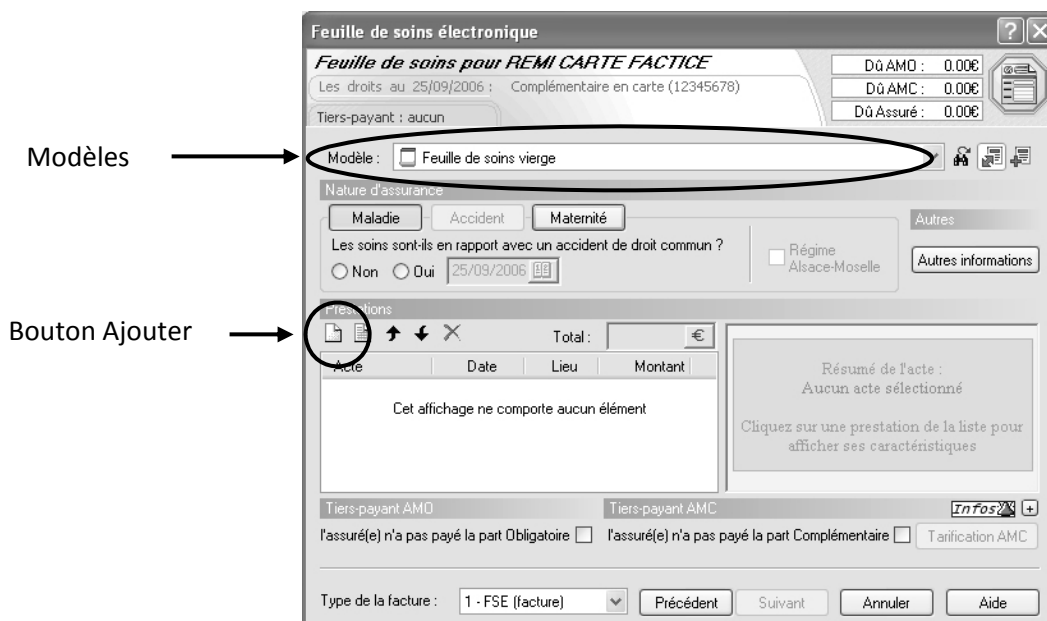 Feuille de soins électronique
Feuille de soins pour REMI CARTE FACTICE
Les droits au 25/09/2006 : Complémentaire en carte (12345678)
Tiers-payant : aucun
Dû AMO : 0.00€
Dû AMC : 0.00€
Dû Assuré : 0.00€
Modèles
Modèle : Feuille de soins vierge
Nature d'assurance
Maladie Accident Maternité
Autres
Les soins sont-ils en rapport avec un accident de droit commun ?
Non Oui 25/09/2006
Régime
Alsace-Moselle
Autres informations
Prestations
Bouton Ajouter
Total : €
Acte Date Lieu Montant
Cet affichage ne comporte aucun élément
Résumé de l'acte :
Aucun acte sélectionné
Cliquez sur une prestation de la liste pour
afficher ses caractéristiques
Tiers-payant AMO Tiers-payant AMC Infos +
l'assuré(e) n'a pas payé la part Obligatoire l'assuré(e) n'a pas payé la part Complémentaire Tarification AMC
Type de la facture : 1 - FSE (facture) Précédent Suivant Annuler Aide